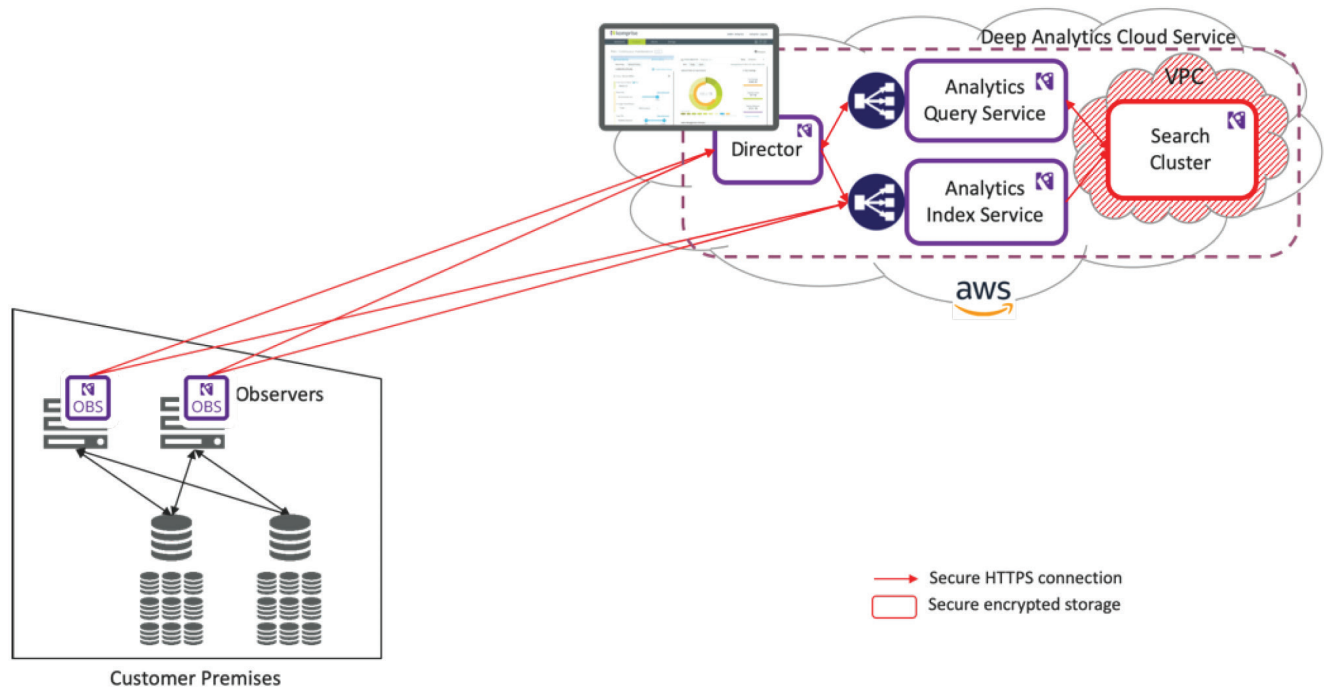 Deep Analytics Cloud Service
komprise
Analytics
Query Service
VPC
Search
Cluster
Director
Analytics
Index Service
aws
OBS
OBS
Observers
Secure HTTPS connection
Secure encrypted storage
Customer Premises